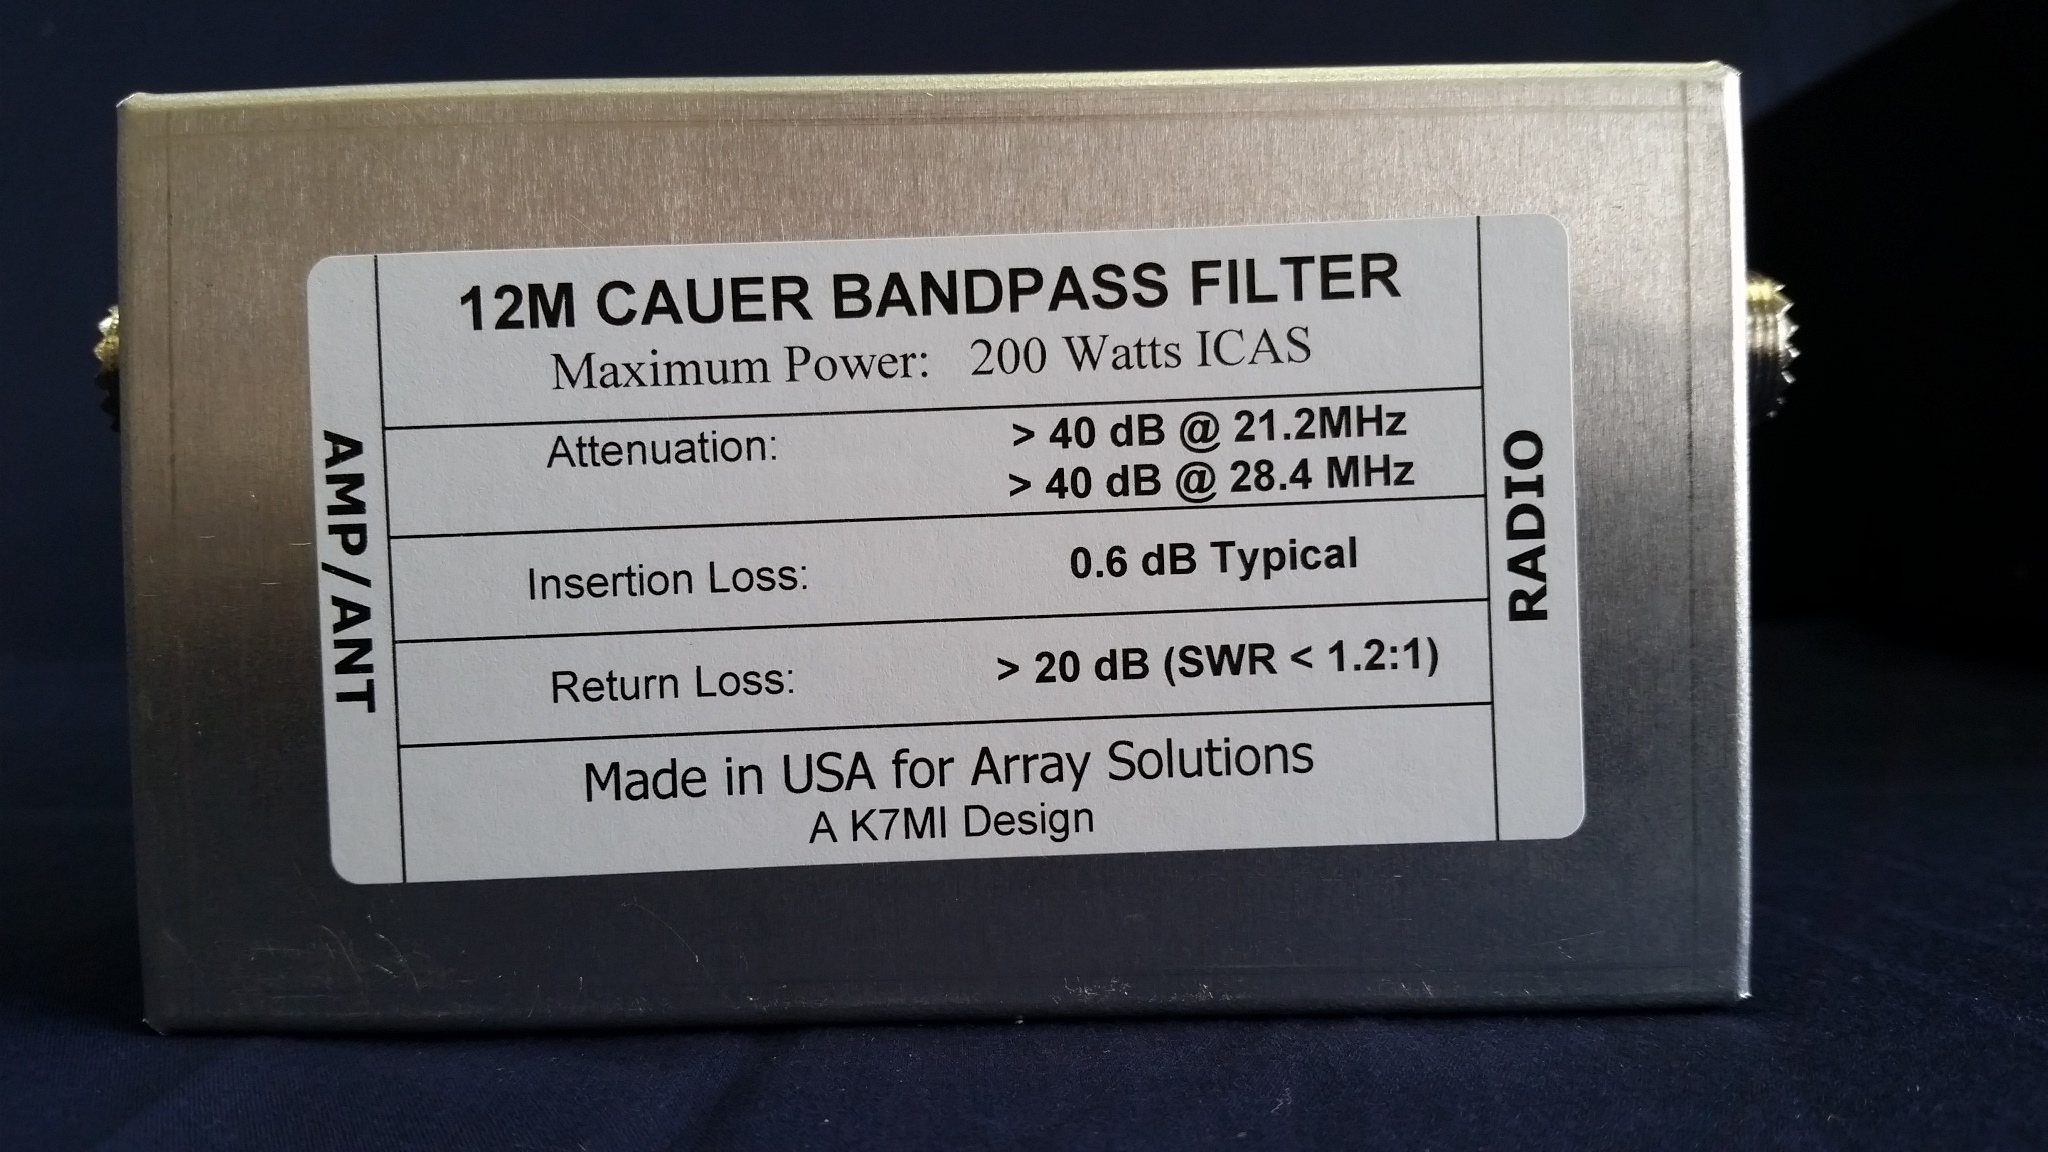 12M CAUER BANDPASS FILTER
Maximum Power: 200 Watts ICAS
Attenuation: > 40 dB @ 21.2MHz
> 40 dB @ 28.4 MHz
Insertion Loss: 0.6 dB Typical
Return Loss: > 20 dB (SWR < 1.2:1)
Made in USA for Array Solutions
A K7MI Design
AMP/ANT
RADIO